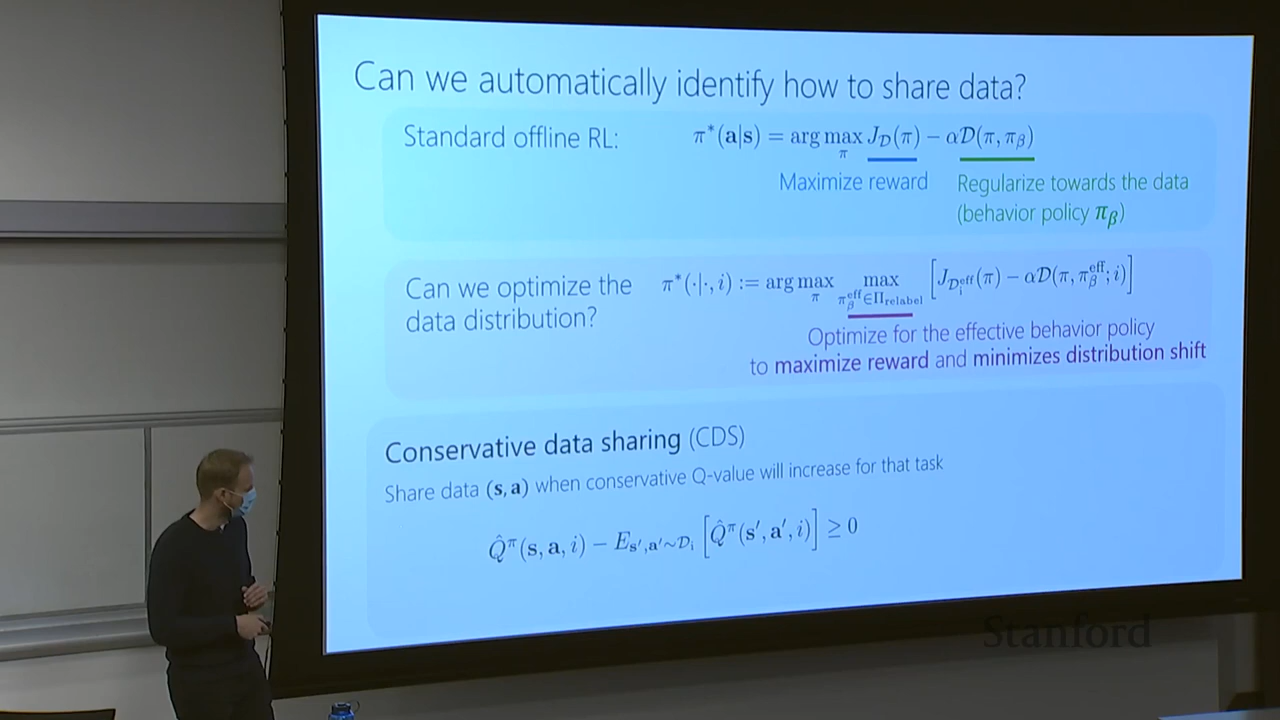 Can we automatically identify how to share data?
Standard offline RL: π*(a|s) = arg max_π J_𝒟(π) − α𝒟(π, π_β)
Maximize reward Regularize towards the data
(behavior policy π_β)
Can we optimize the π*(·|·, i) := arg max_π max_{π_β^eff ∈ Π_relabel} [J_{𝒟_i^eff}(π) − α𝒟(π, π_β^eff; i)]
data distribution?
Optimize for the effective behavior policy
to maximize reward and minimizes distribution shift
Conservative data sharing (CDS)
Share data (s, a) when conservative Q-value will increase for that task
Q̂^π(s, a, i) − E_{s′,a′∼𝒟_i} [Q̂^π(s′, a′, i)] ≥ 0
Stanford